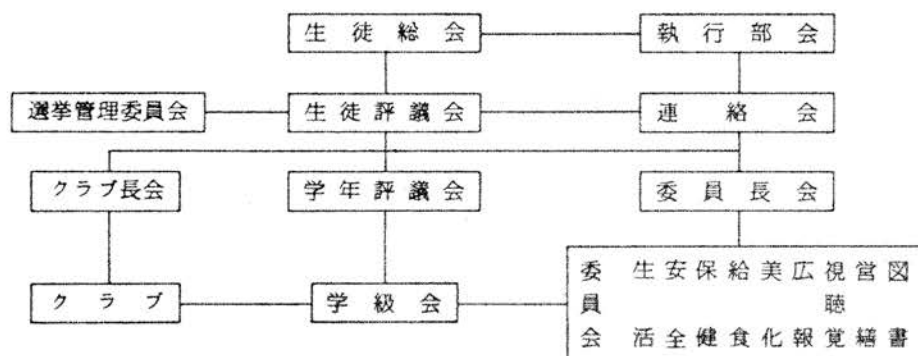 生徒総会 執行部会
選挙管理委員会 生徒評議会 連絡会
クラブ長会 学年評議会 委員長会
クラブ 学級会
委員会 生活 安全 保健 給食 美化 広報 視聴覚 営繕 図書